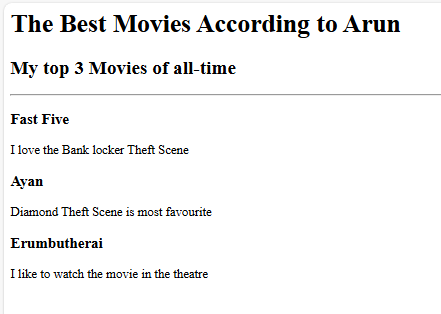 The Best Movies According to Arun
My top 3 Movies of all-time
Fast Five
I love the Bank locker Theft Scene
Ayan
Diamond Theft Scene is most favourite
Erumbutherai
I like to watch the movie in the theatre